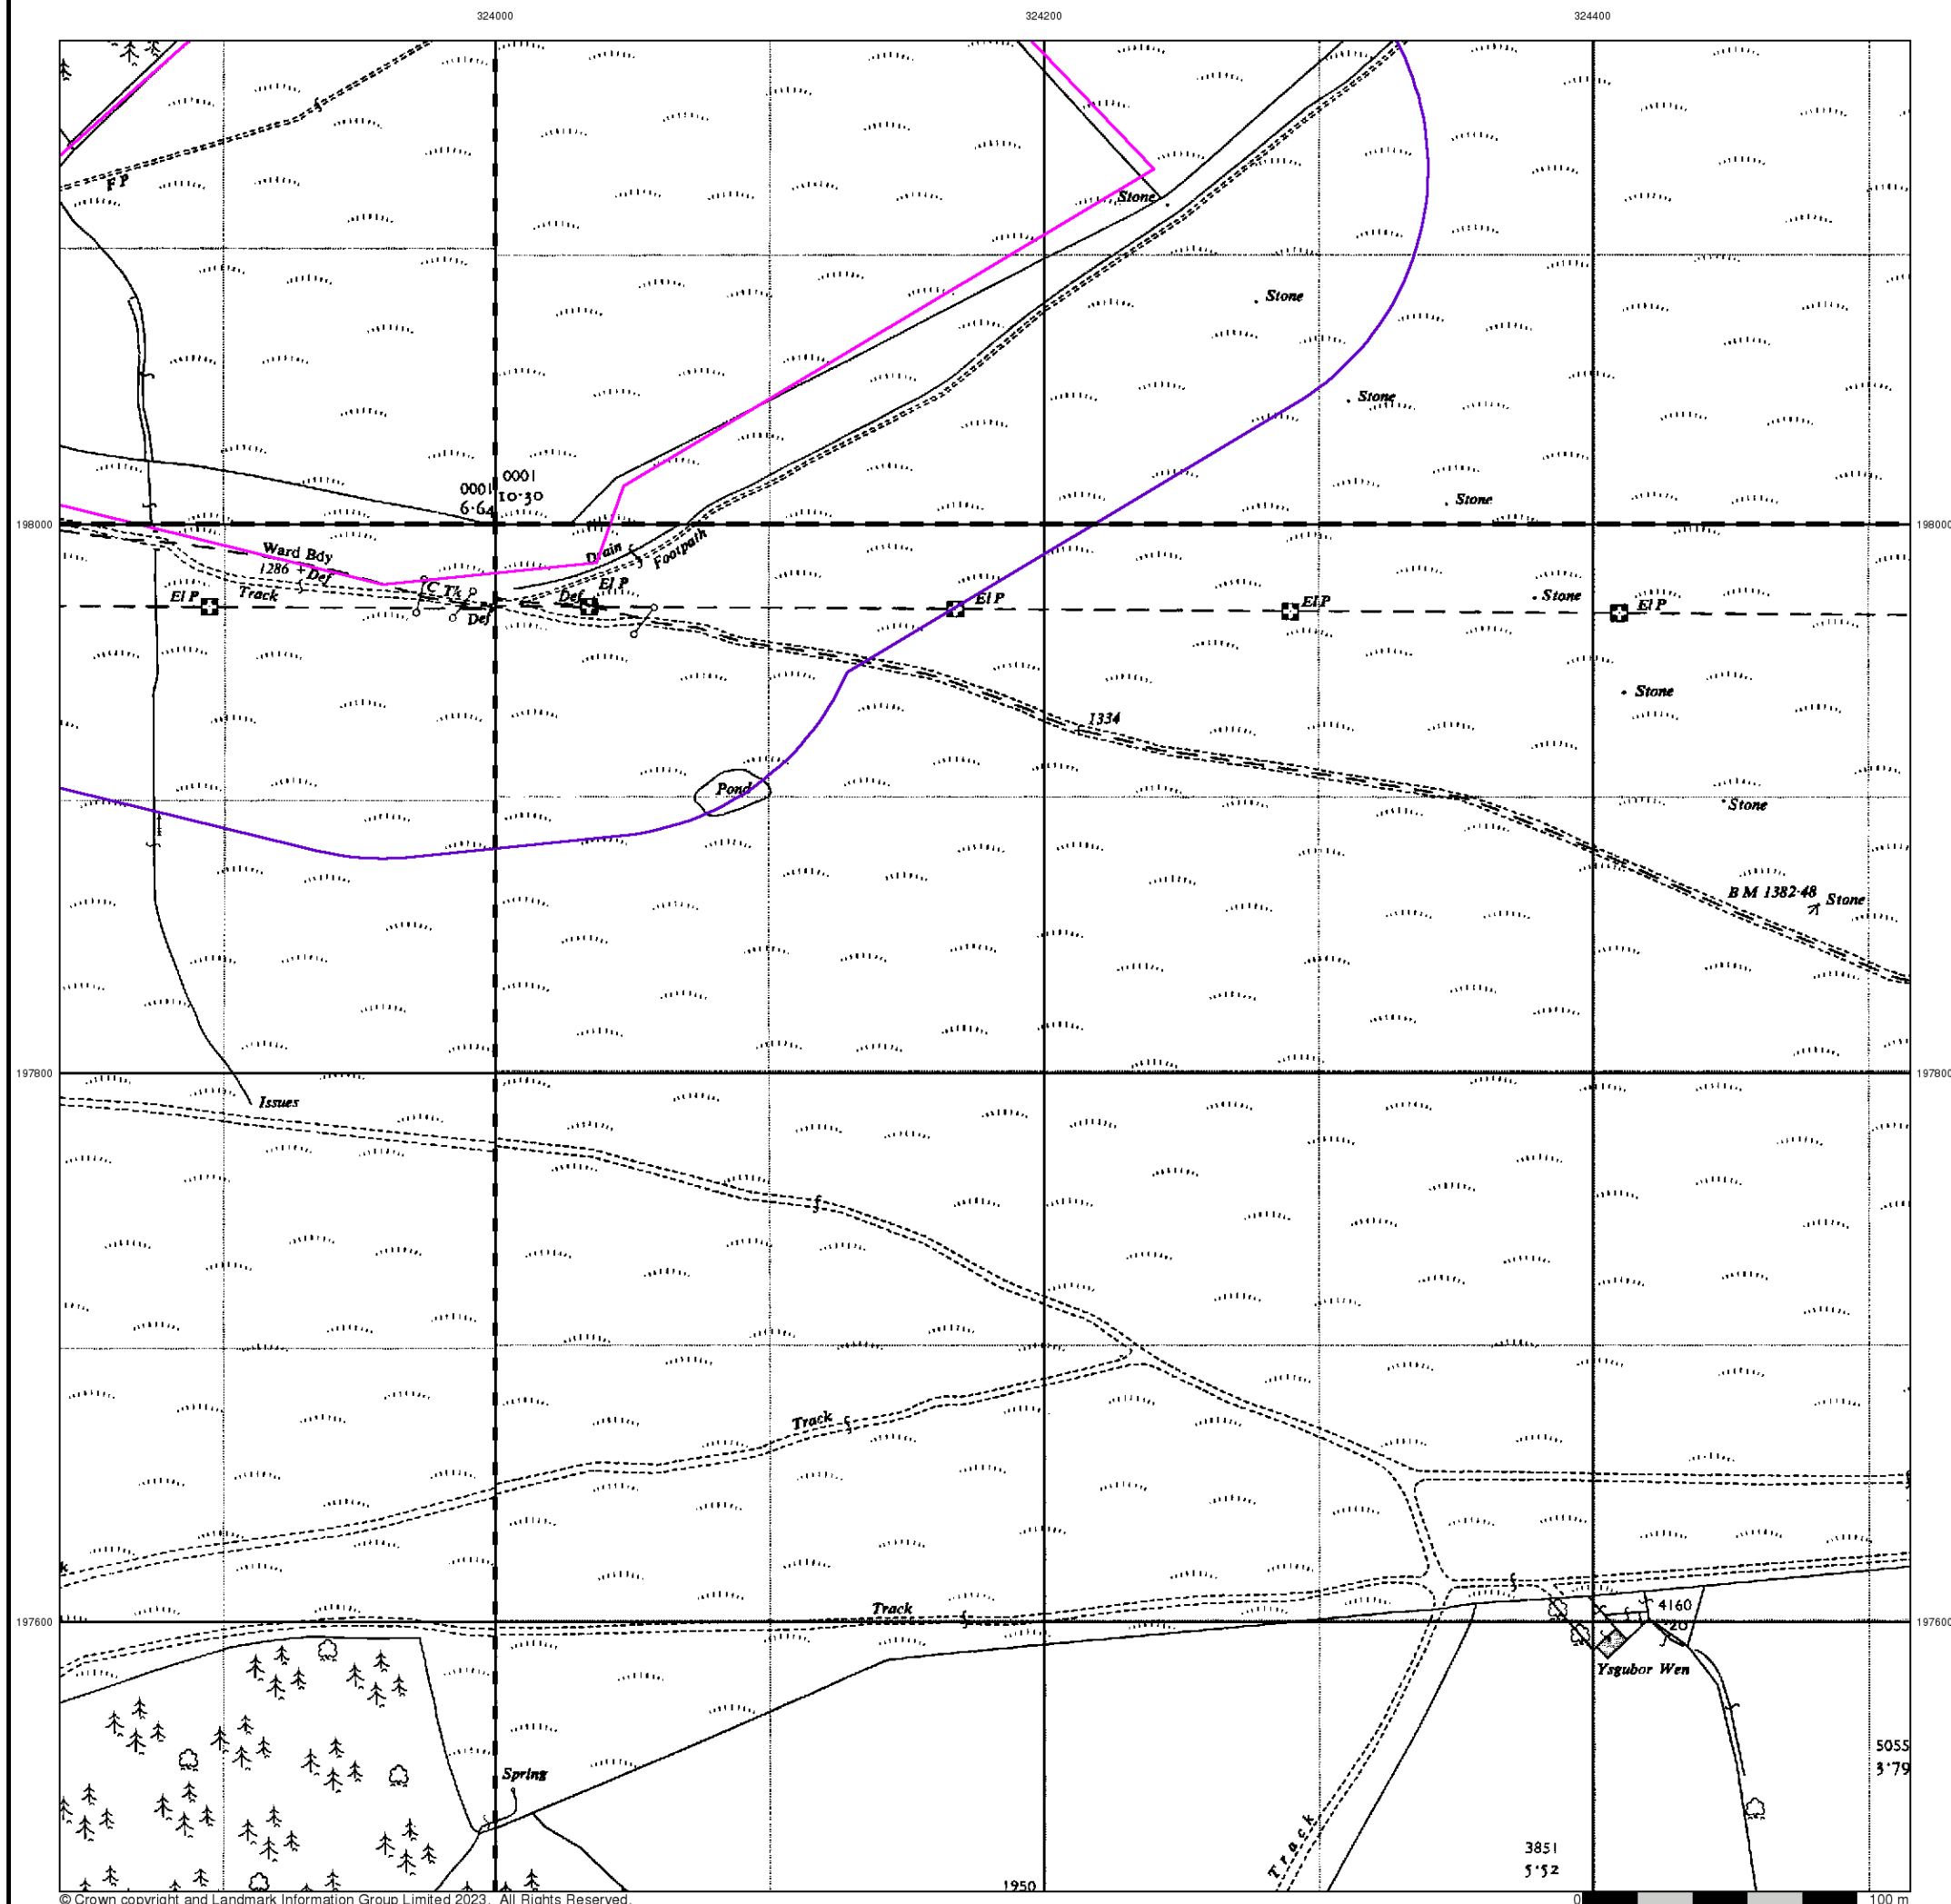 324000
324200
324400
F P
Stone
Stone
Stone
0001
0001
10·30
6·64
Stone
198000
198000
Ward Bdy
1286 + Def
Drain
Footpath
Track
C Tk
El P
El P
Def
Def
El P
El P
Stone
El P
Stone
1334
Pond
Stone
B M 1382·48
Stone
197800
197800
Issues
Track
k
Track
197600
197600
4160
·20
Ysgubor Wen
5055
3·79
Spring
Track
3851
5·52
1950
© Crown copyright and Landmark Information Group Limited 2023. All Rights Reserved.
0
100 m